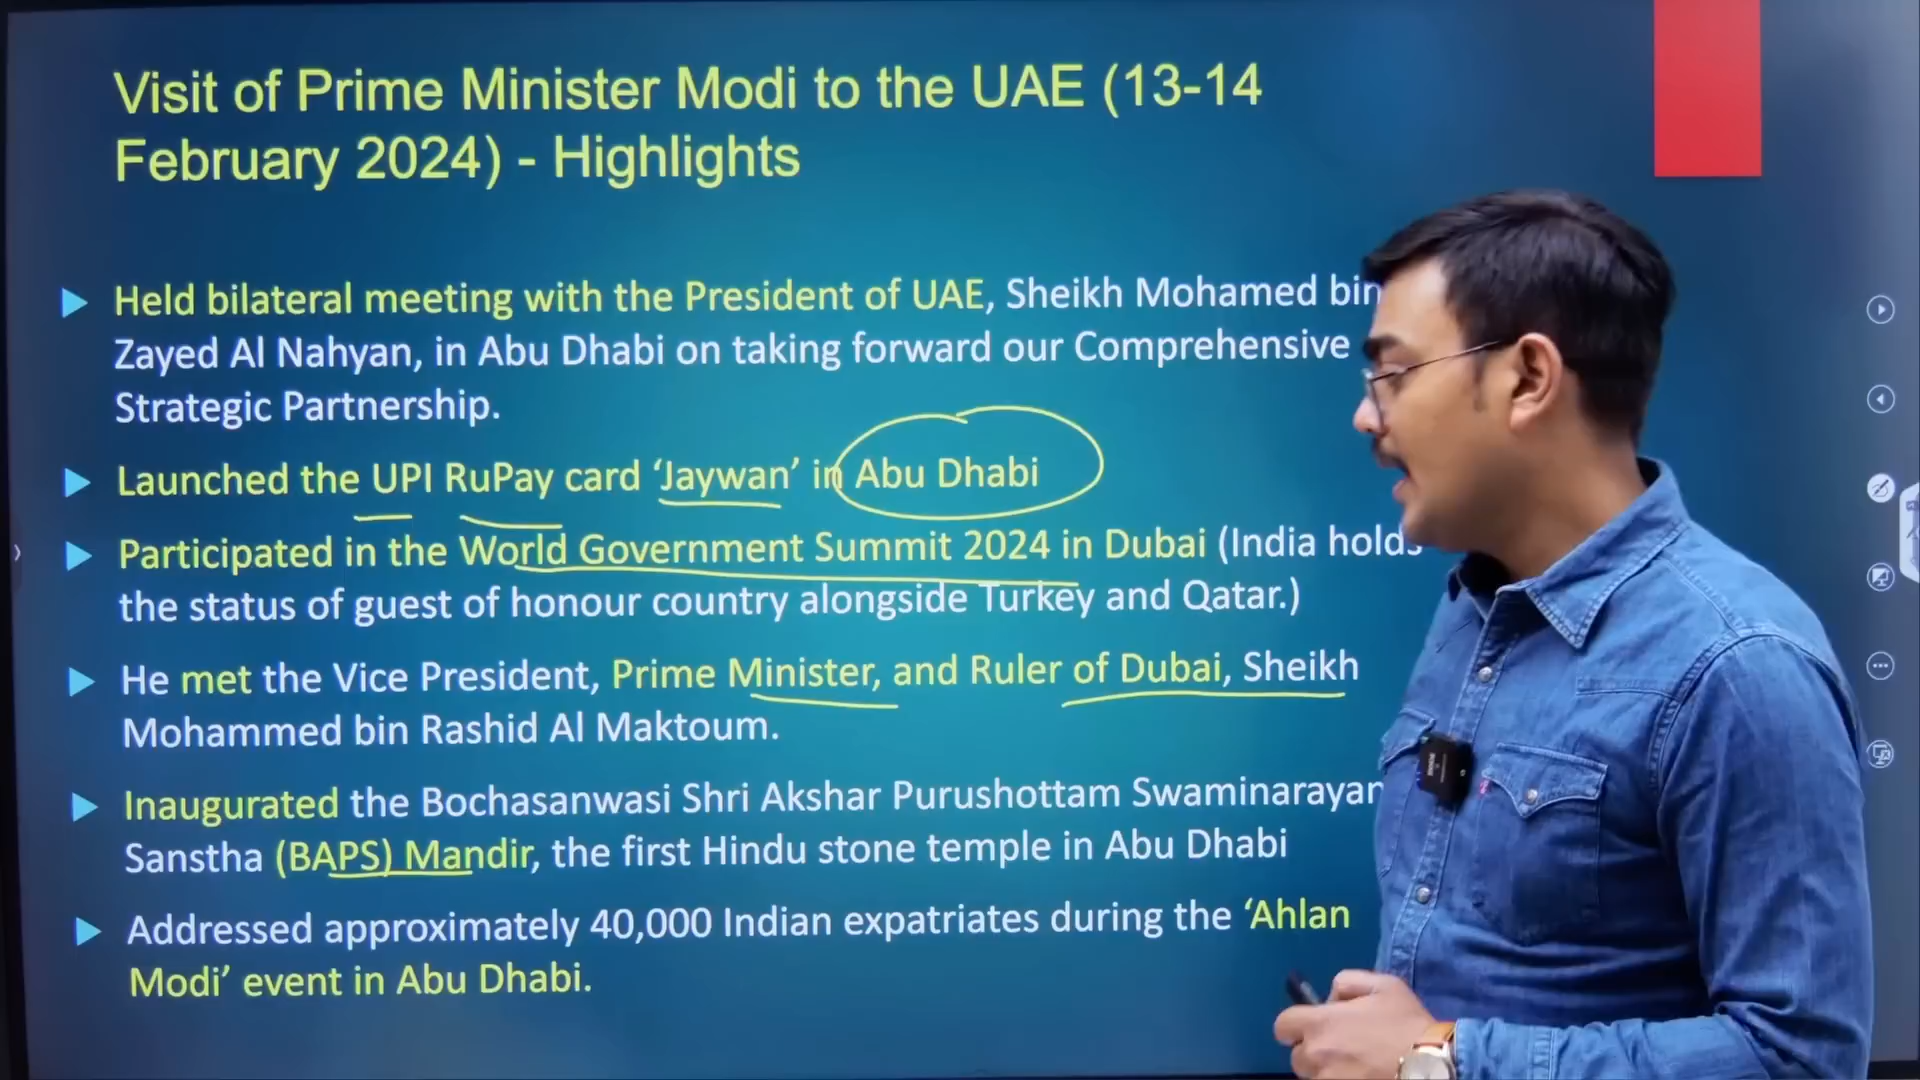 Visit of Prime Minister Modi to the UAE (13-14
February 2024) - Highlights
Held bilateral meeting with the President of UAE, Sheikh Mohamed bin
Zayed Al Nahyan, in Abu Dhabi on taking forward our Comprehensive
Strategic Partnership.
Launched the UPI RuPay card ‘Jaywan’ in Abu Dhabi
Participated in the World Government Summit 2024 in Dubai (India holds
the status of guest of honour country alongside Turkey and Qatar.)
He met the Vice President, Prime Minister, and Ruler of Dubai, Sheikh
Mohammed bin Rashid Al Maktoum.
Inaugurated the Bochasanwasi Shri Akshar Purushottam Swaminarayan
Sanstha (BAPS) Mandir, the first Hindu stone temple in Abu Dhabi
Addressed approximately 40,000 Indian expatriates during the ‘Ahlan
Modi’ event in Abu Dhabi.